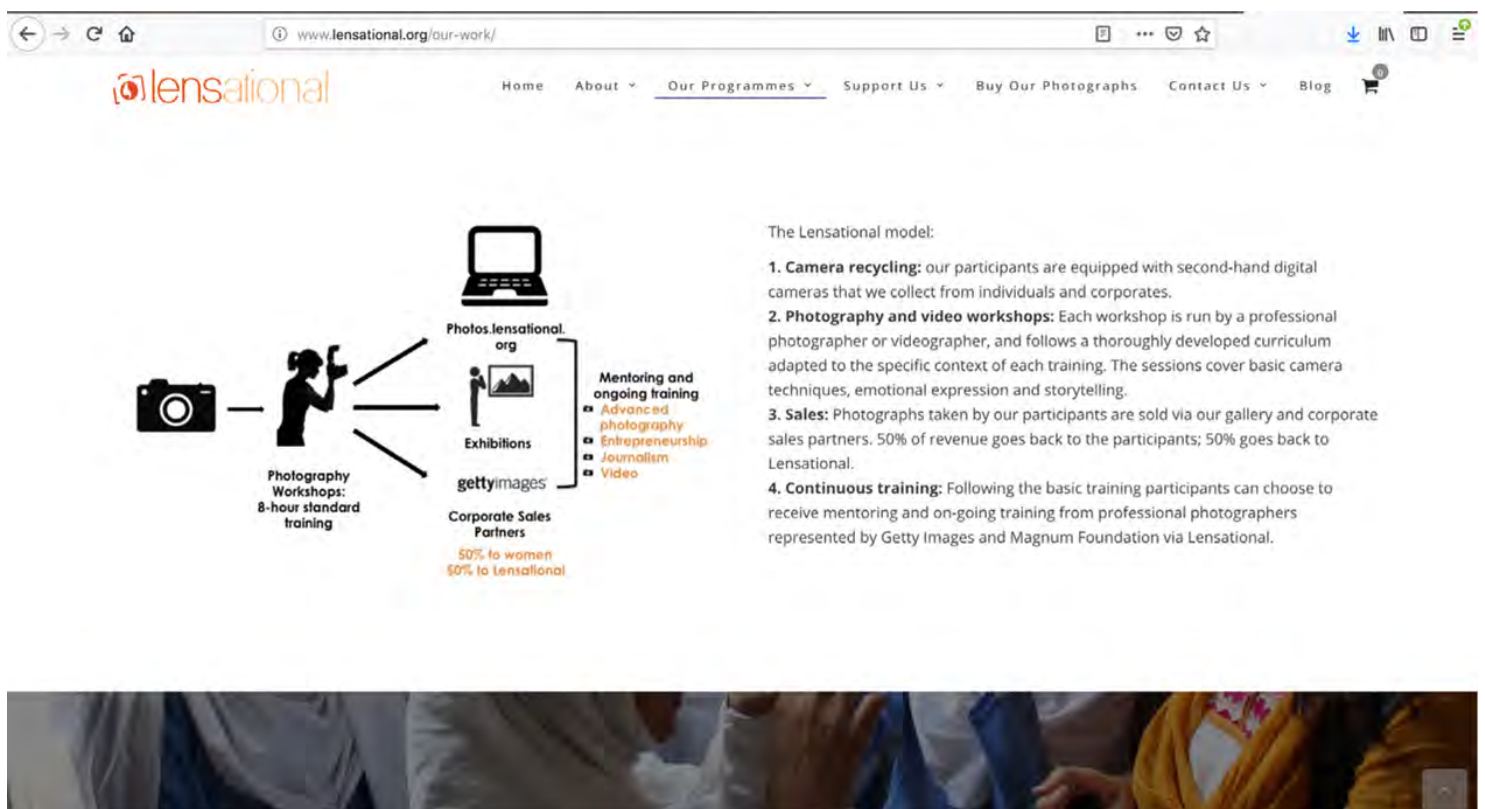 www.lensational.org/our-work/
lensational
Home About Our Programmes Support Us Buy Our Photographs Contact Us Blog 0
Photos.lensational.
org
Exhibitions
gettyimages
Corporate Sales
Partners
50% to women
50% to Lensational
Photography
Workshops:
8-hour standard
training
Mentoring and
ongoing training
Advanced
photography
Entrepreneurship
Journalism
Video
The Lensational model:
1. Camera recycling: our participants are equipped with second-hand digital
cameras that we collect from individuals and corporates.
2. Photography and video workshops: Each workshop is run by a professional
photographer or videographer, and follows a thoroughly developed curriculum
adapted to the specific context of each training. The sessions cover basic camera
techniques, emotional expression and storytelling.
3. Sales: Photographs taken by our participants are sold via our gallery and corporate
sales partners. 50% of revenue goes back to the participants; 50% goes back to
Lensational.
4. Continuous training: Following the basic training participants can choose to
receive mentoring and on-going training from professional photographers
represented by Getty Images and Magnum Foundation via Lensational.